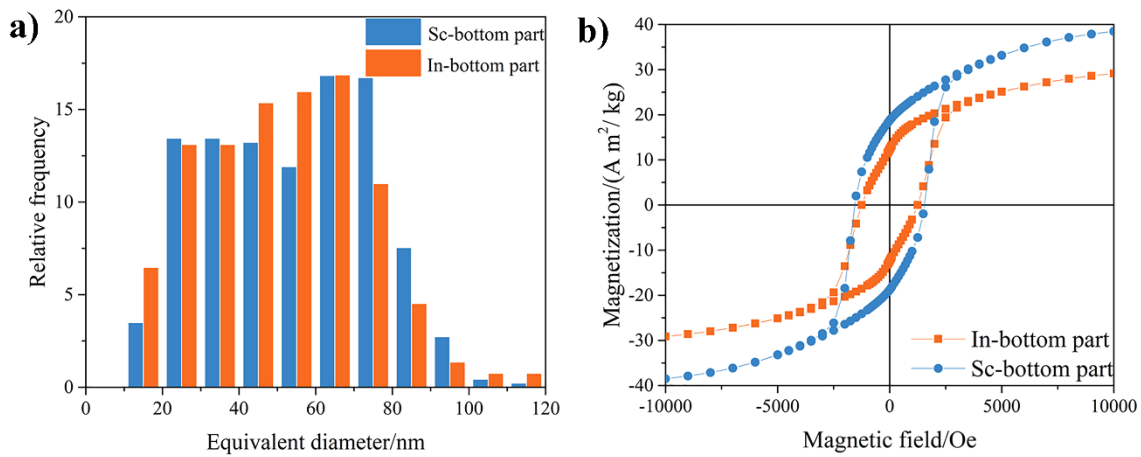 a)
Sc-bottom part
In-bottom part
Relative frequency
20
15
10
5
0
0 20 40 60 80 100 120
Equivalent diameter/nm
b)
Magnetization/(A m²/ kg)
40
30
20
10
0
-10
-20
-30
-40
In-bottom part
Sc-bottom part
-10000 -5000 0 5000 10000
Magnetic field/Oe